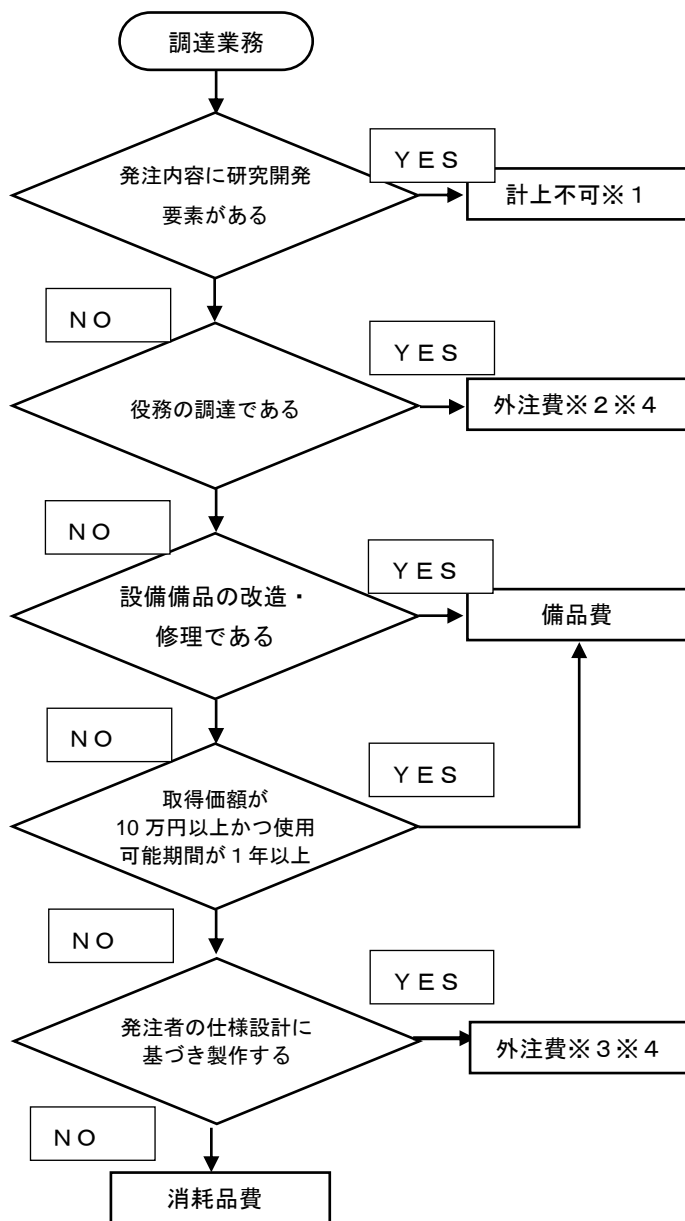 調達業務
発注内容に研究開発
要素がある
ＹＥＳ
計上不可※１
ＮＯ
役務の調達である
ＹＥＳ
外注費※２※４
ＮＯ
設備備品の改造・
修理である
ＹＥＳ
備品費
ＮＯ
取得価額が
10 万円以上かつ使用
可能期間が 1 年以上
ＹＥＳ
ＮＯ
発注者の仕様設計に
基づき製作する
ＹＥＳ
外注費※３※４
ＮＯ
消耗品費